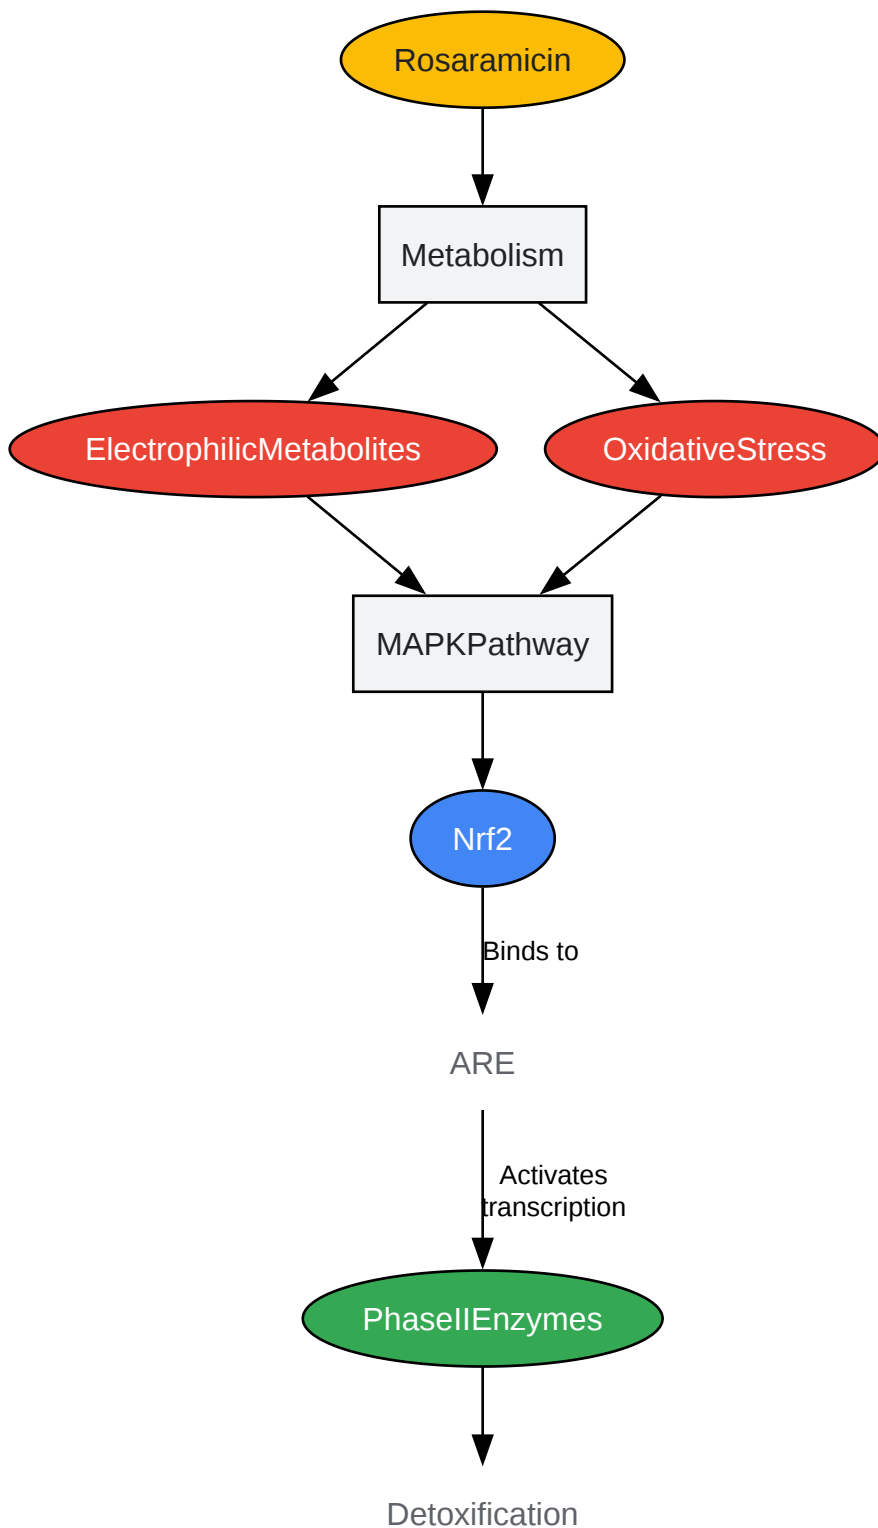 Rosaramicin
Metabolism
ElectrophilicMetabolites
OxidativeStress
MAPKPathway
Nrf2
Binds to
ARE
Activates
transcription
PhaseIIEnzymes
Detoxification